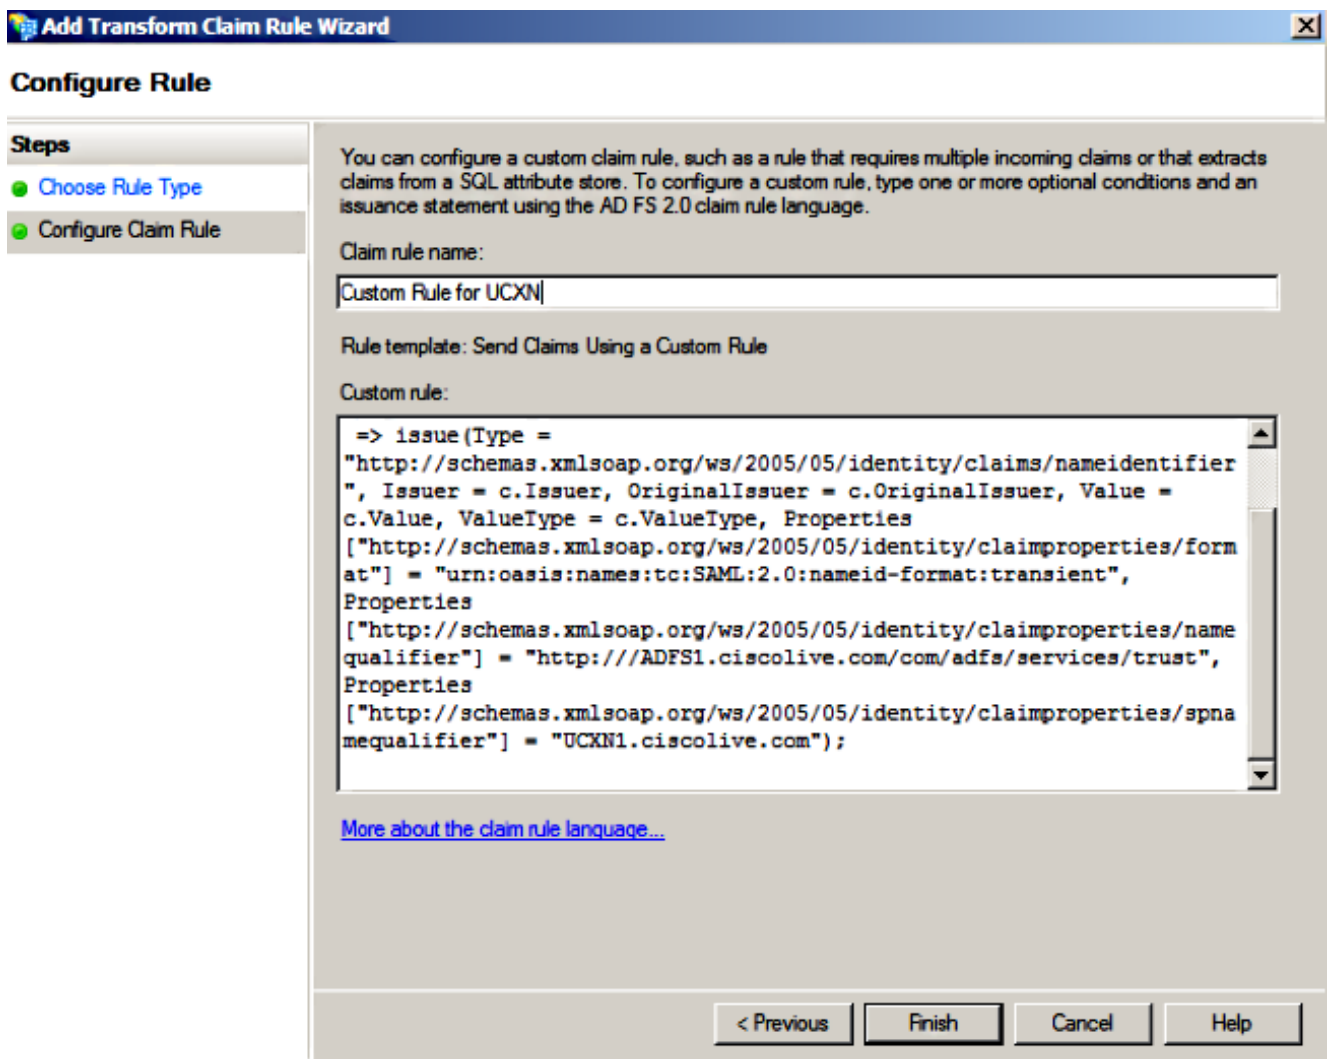 Add Transform Claim Rule Wizard
Configure Rule
Steps
Choose Rule Type
Configure Claim Rule
You can configure a custom claim rule, such as a rule that requires multiple incoming claims or that extracts
claims from a SQL attribute store. To configure a custom rule, type one or more optional conditions and an
issuance statement using the AD FS 2.0 claim rule language.
Claim rule name:
Custom Rule for UCXN
Rule template: Send Claims Using a Custom Rule
Custom rule:
=> issue(Type =
"http://schemas.xmlsoap.org/ws/2005/05/identity/claims/nameidentifier
", Issuer = c.Issuer, OriginalIssuer = c.OriginalIssuer, Value =
c.Value, ValueType = c.ValueType, Properties
["http://schemas.xmlsoap.org/ws/2005/05/identity/claimproperties/form
at"] = "urn:oasis:names:tc:SAML:2.0:nameid-format:transient",
Properties
["http://schemas.xmlsoap.org/ws/2005/05/identity/claimproperties/name
qualifier"] = "http:///ADFS1.ciscolive.com/com/adfs/services/trust",
Properties
["http://schemas.xmlsoap.org/ws/2005/05/identity/claimproperties/spna
mequalifier"] = "UCXN1.ciscolive.com");
More about the claim rule language...
< Previous
Finish
Cancel
Help